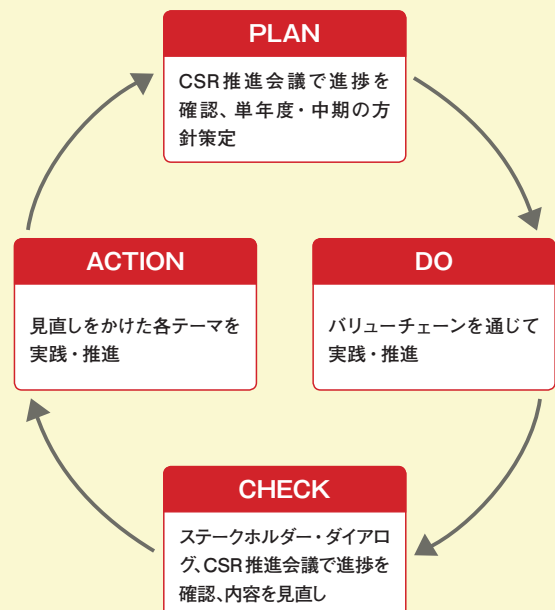 PLAN
CSR推進会議で進捗を
確認、単年度・中期の方
針策定
ACTION
見直しをかけた各テーマを
実践・推進
DO
バリューチェーンを通じて
実践・推進
CHECK
ステークホルダー・ダイアロ
グ、CSR推進会議で進捗を
確認、内容を見直し